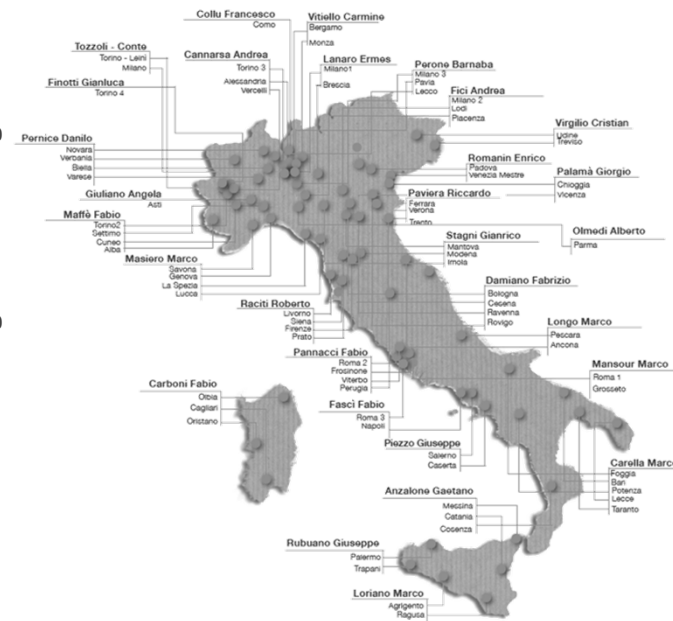 Collu Francesco
Como
Vitiello Carmine
Bergamo
Monza
Tozzoli - Conte
Torino - Leinì
Milano
Cannarsa Andrea
Torino 3
Alessandria
Vercelli
Lanaro Ermes
Milano1
Brescia
Perone Barnaba
Milano 3
Pavia
Lecco
Finotti Gianluca
Torino 4
Fici Andrea
Milano 2
Lodi
Piacenza
Virgilio Cristian
Udine
Treviso
Pernice Danilo
Novara
Verbania
Biella
Varese
Romanin Enrico
Padova
Venezia Mestre
Palamà Giorgio
Chioggia
Vicenza
Giuliano Angela
Asti
Paviera Riccardo
Ferrara
Verona
Trento
Maffè Fabio
Torino2
Settimo
Cuneo
Alba
Olmedi Alberto
Parma
Stagni Gianrico
Mantova
Modena
Imola
Masiero Marco
Savona
Genova
La Spezia
Lucca
Damiano Fabrizio
Bologna
Cesena
Ravenna
Rovigo
Raciti Roberto
Livorno
Siena
Firenze
Prato
Longo Marco
Pescara
Ancona
Pannacci Fabio
Roma 2
Frosinone
Viterbo
Perugia
Mansour Marco
Roma 1
Grosseto
Carboni Fabio
Olbia
Cagliari
Oristano
Fascì Fabio
Roma 3
Napoli
Piezzo Giuseppe
Salerno
Caserta
Carella Marco
Foggia
Bari
Potenza
Lecce
Taranto
Anzalone Gaetano
Messina
Catania
Cosenza
Rubuano Giuseppe
Palermo
Trapani
Loriano Marco
Agrigento
Ragusa